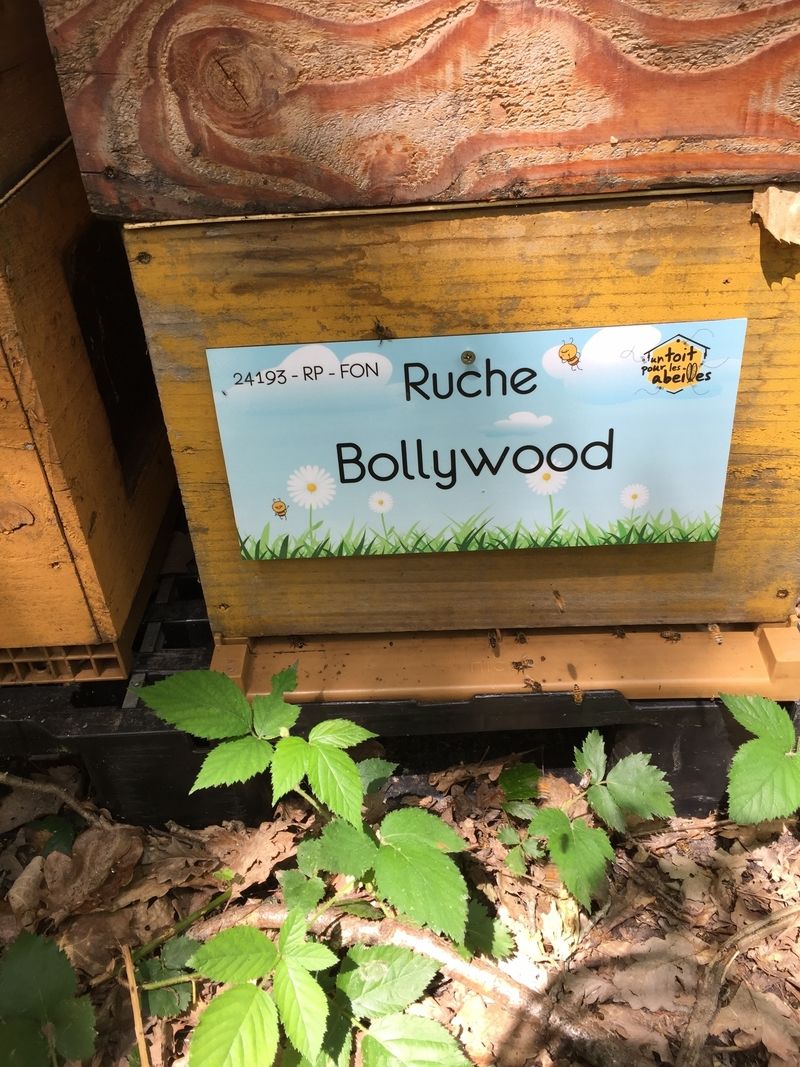 24193 - RP - FON
Ruche
Bollywood
un toit
pour les
abeilles